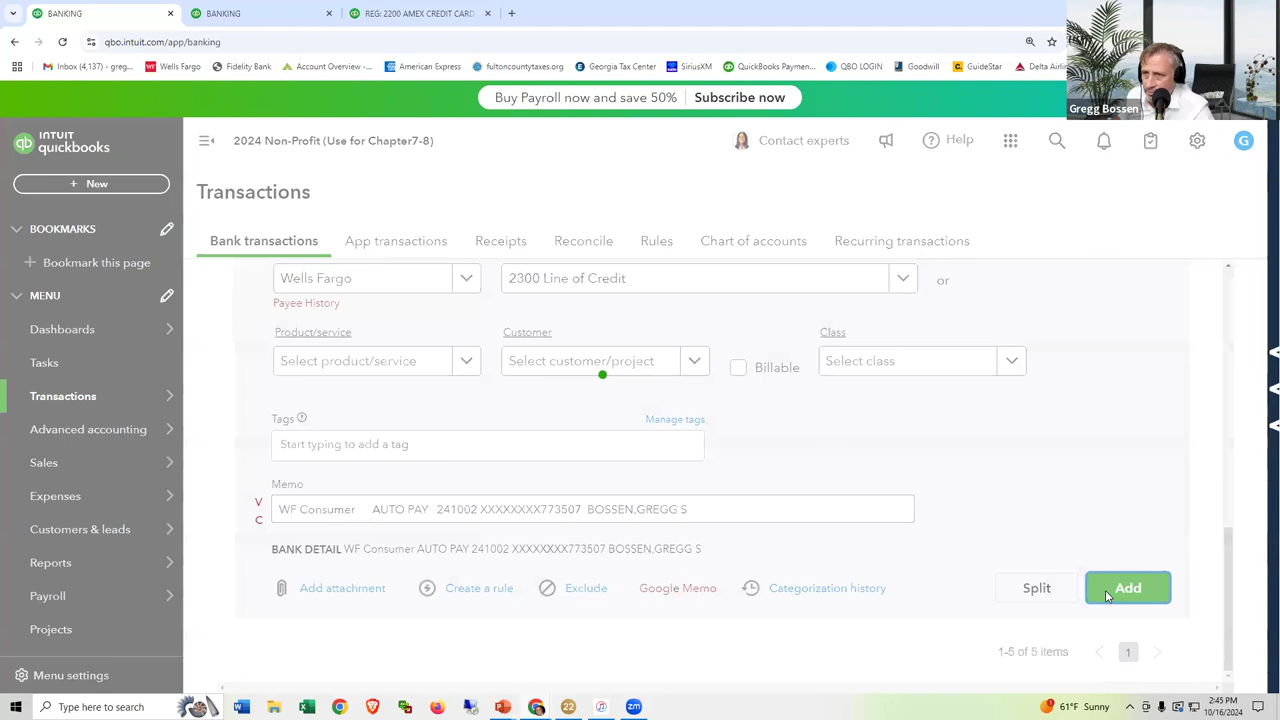 BANKING
BANKING
REG: 2200 AMEX CREDIT CARD
qbo.intuit.com/app/banking
Inbox (4,137) - greg...
Wells Fargo
Fidelity Bank
Account Overview -...
American Express
fultoncountytaxes.org
Georgia Tax Center
SiriusXM
QuickBooks Paymen...
QBO LOGIN
Goodwill
GuideStar
Delta Airli
Gregg Bossen
Buy Payroll now and save 50%
Subscribe now
INTUIT
quickbooks
2024 Non-Profit (Use for Chapter7-8)
Contact experts
Help
G
+ New
Transactions
BOOKMARKS
+ Bookmark this page
MENU
Dashboards
Tasks
Transactions
Advanced accounting
Sales
Expenses
Customers & leads
Reports
Payroll
Projects
Menu settings
Bank transactions
App transactions
Receipts
Reconcile
Rules
Chart of accounts
Recurring transactions
Wells Fargo
2300 Line of Credit
or
Payee History
Product/service
Customer
Class
Select product/service
Select customer/project
Billable
Select class
Tags
Manage tags
Start typing to add a tag
Memo
V
C
WF Consumer AUTO PAY 241002 XXXXXXXX773507 BOSSEN,GREGG S
BANK DETAIL WF Consumer AUTO PAY 241002 XXXXXXXX773507 BOSSEN,GREGG S
Add attachment
Create a rule
Exclude
Google Memo
Categorization history
Split
Add
1-5 of 5 items
1
Type here to search
22
61°F Sunny
2:45 PM
10/16/2024